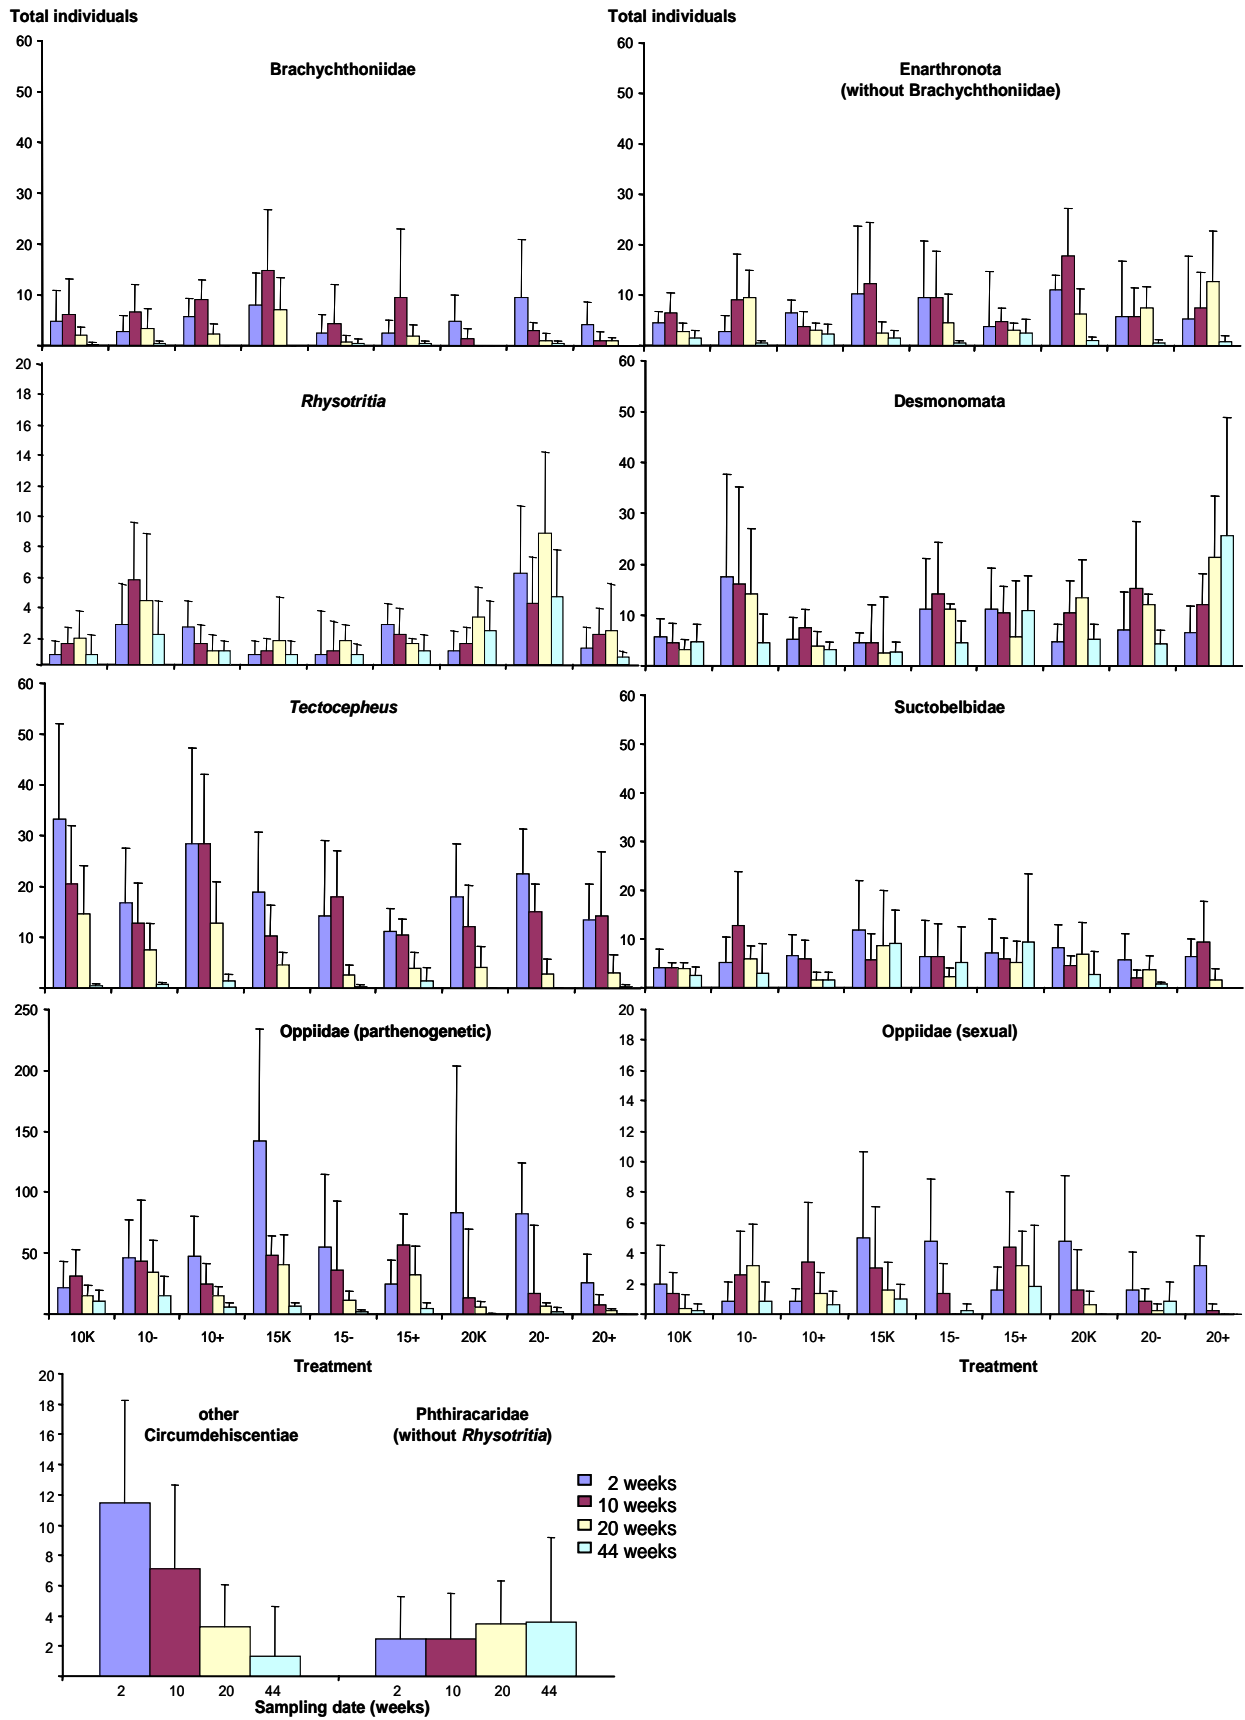 Total individuals
Total individuals
60
50
40
30
20
10
Brachychthoniidae
60
50
40
30
20
10
Enarthronota
(without Brachychthoniidae)
20
18
16
14
12
10
8
6
4
2
Rhysotritia
60
50
40
30
20
10
Desmonomata
60
50
40
30
20
10
Tectocepheus
60
50
40
30
20
10
Suctobelbidae
250
200
150
100
50
Oppiidae (parthenogenetic)
10K 10- 10+ 15K 15- 15+ 20K 20- 20+
Treatment
20
18
16
14
12
10
8
6
4
2
Oppiidae (sexual)
10K 10- 10+ 15K 15- 15+ 20K 20- 20+
Treatment
20
18
16
14
12
10
8
6
4
2
other
Circumdehiscentiae
Phthiracaridae
(without Rhysotritia)
2 weeks
10 weeks
20 weeks
44 weeks
2 10 20 44 2 10 20 44
Sampling date (weeks)